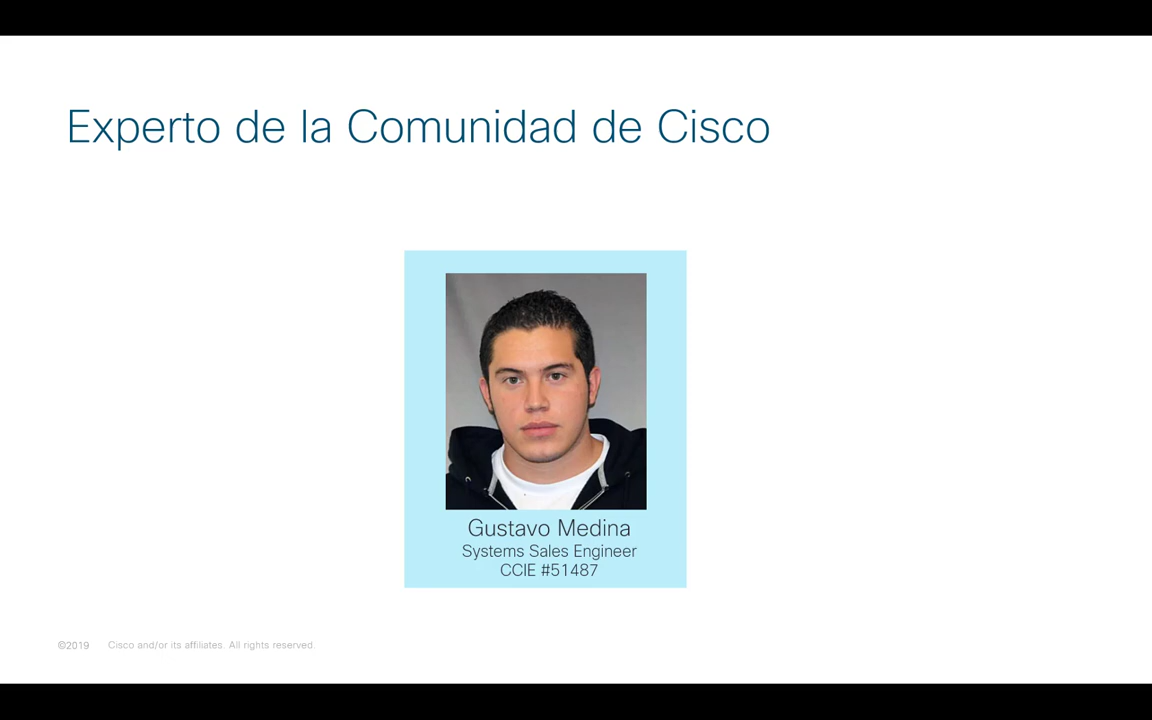 Experto de la Comunidad de Cisco
Gustavo Medina
Systems Sales Engineer
CCIE #51487
©2019 Cisco and/or its affiliates. All rights reserved.